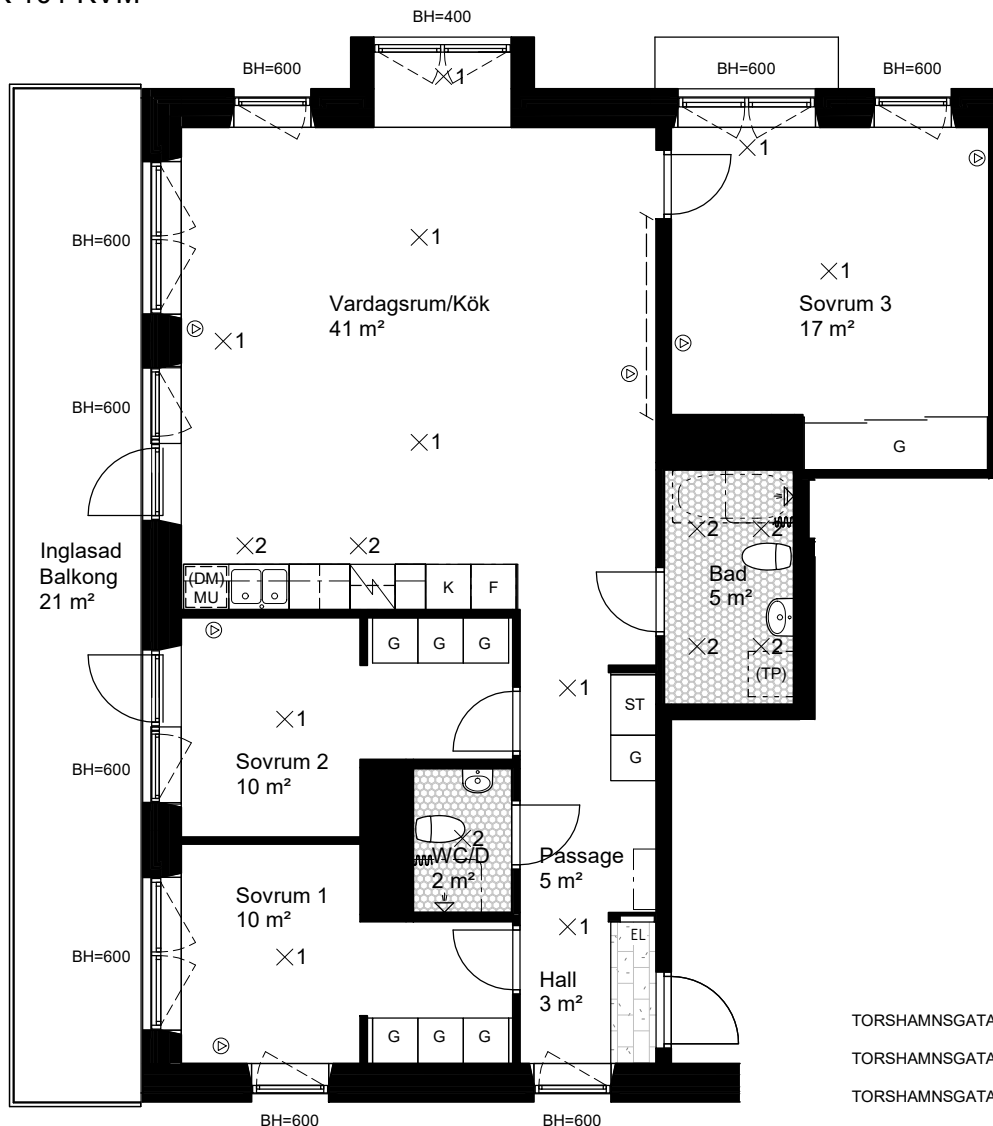 BH=400
BH=600
BH=600
BH=600
1
1
BH=600
1
1
Vardagsrum/Kök
41 m²
Sovrum 3
17 m²
1
BH=600
1
G
Inglasad
Balkong
21 m²
2
2
2
2
(DM)
MU
K
F
Bad
5 m²
G
G
G
2
2
(TP)
1
ST
1
G
Sovrum 2
10 m²
BH=600
2
WC/D
2 m²
Passage
5 m²
Sovrum 1
10 m²
1
EL
BH=600
1
Hall
3 m²
G
G
G
TORSHAMNSGATA
TORSHAMNSGATA
TORSHAMNSGATA
BH=600
BH=600